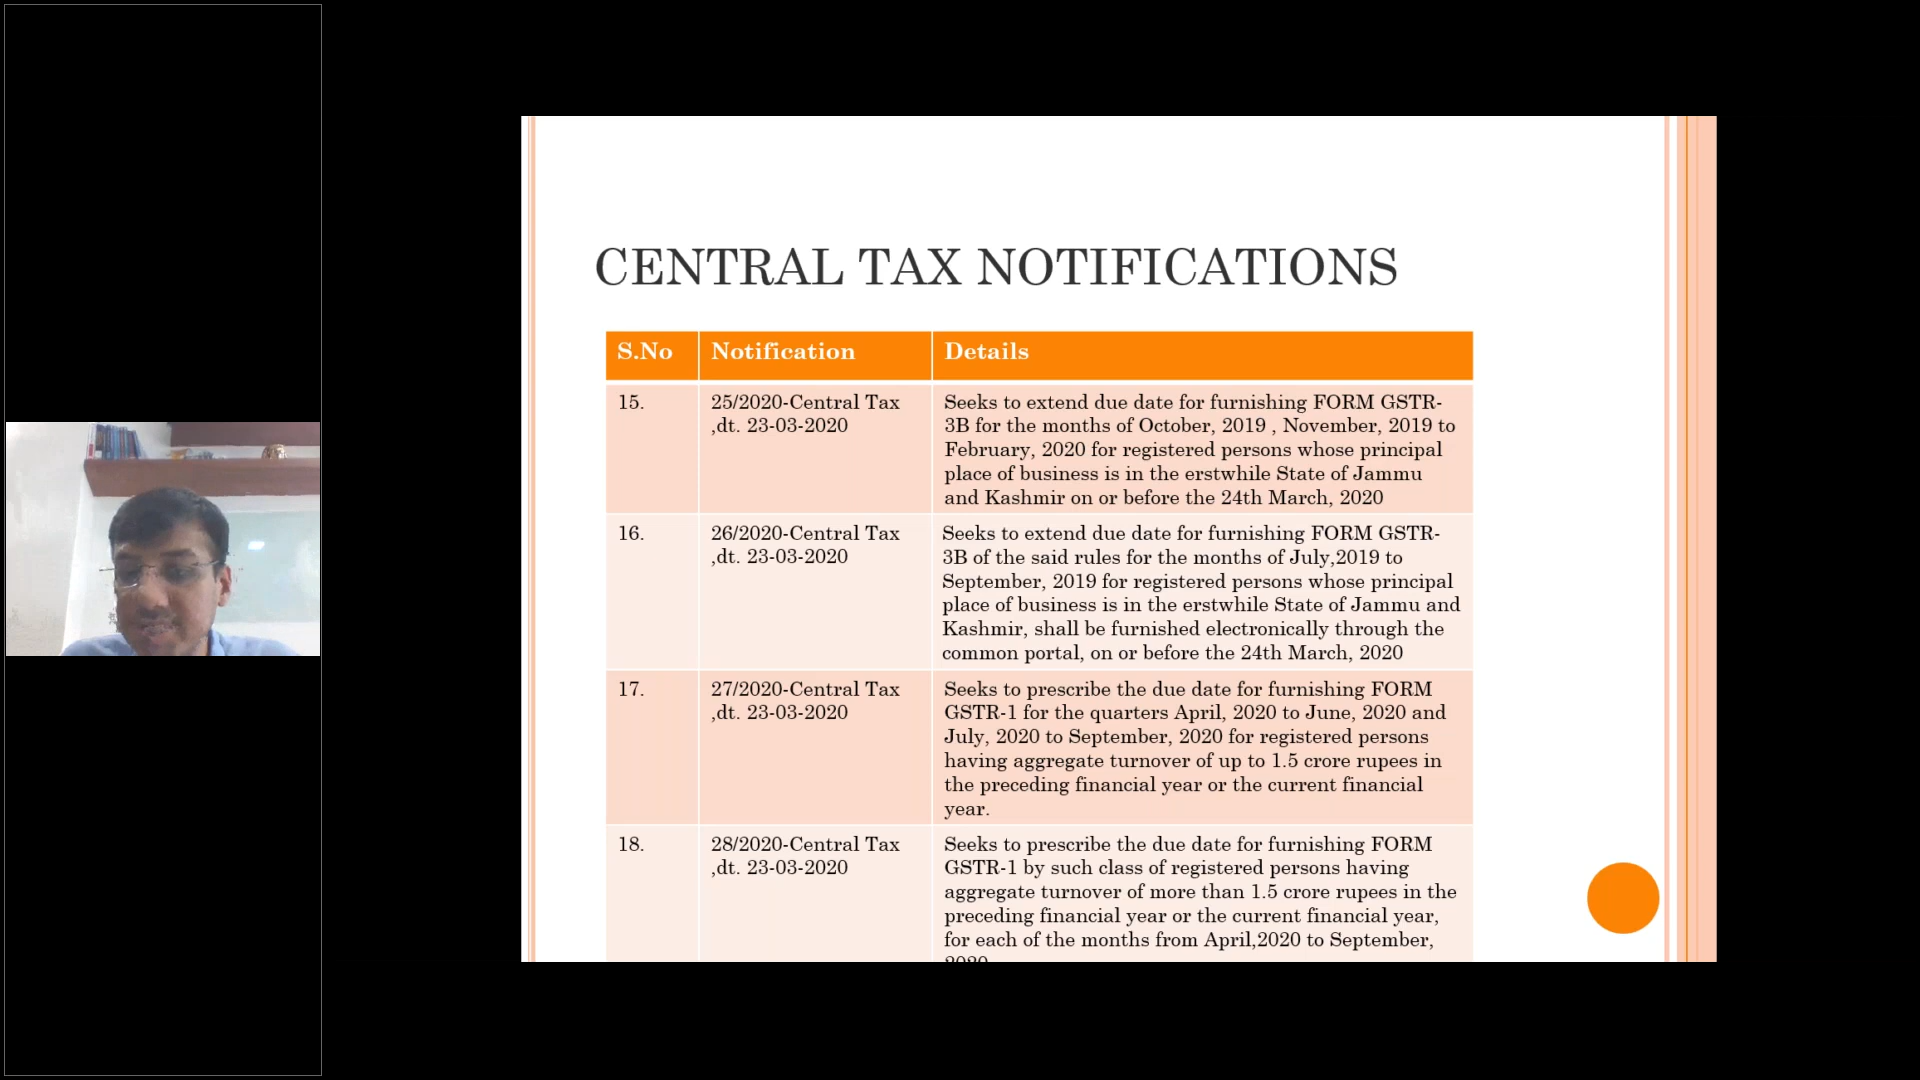 CENTRAL TAX NOTIFICATIONS
S.No Notification Details
15. 25/2020-Central Tax ,dt. 23-03-2020
Seeks to extend due date for furnishing FORM GSTR-
3B for the months of October, 2019 , November, 2019 to
February, 2020 for registered persons whose principal
place of business is in the erstwhile State of Jammu
and Kashmir on or before the 24th March, 2020
16. 26/2020-Central Tax ,dt. 23-03-2020
Seeks to extend due date for furnishing FORM GSTR-
3B of the said rules for the months of July,2019 to
September, 2019 for registered persons whose principal
place of business is in the erstwhile State of Jammu and
Kashmir, shall be furnished electronically through the
common portal, on or before the 24th March, 2020
17. 27/2020-Central Tax ,dt. 23-03-2020
Seeks to prescribe the due date for furnishing FORM
GSTR-1 for the quarters April, 2020 to June, 2020 and
July, 2020 to September, 2020 for registered persons
having aggregate turnover of up to 1.5 crore rupees in
the preceding financial year or the current financial
year.
18. 28/2020-Central Tax ,dt. 23-03-2020
Seeks to prescribe the due date for furnishing FORM
GSTR-1 by such class of registered persons having
aggregate turnover of more than 1.5 crore rupees in the
preceding financial year or the current financial year,
for each of the months from April,2020 to September,
2020